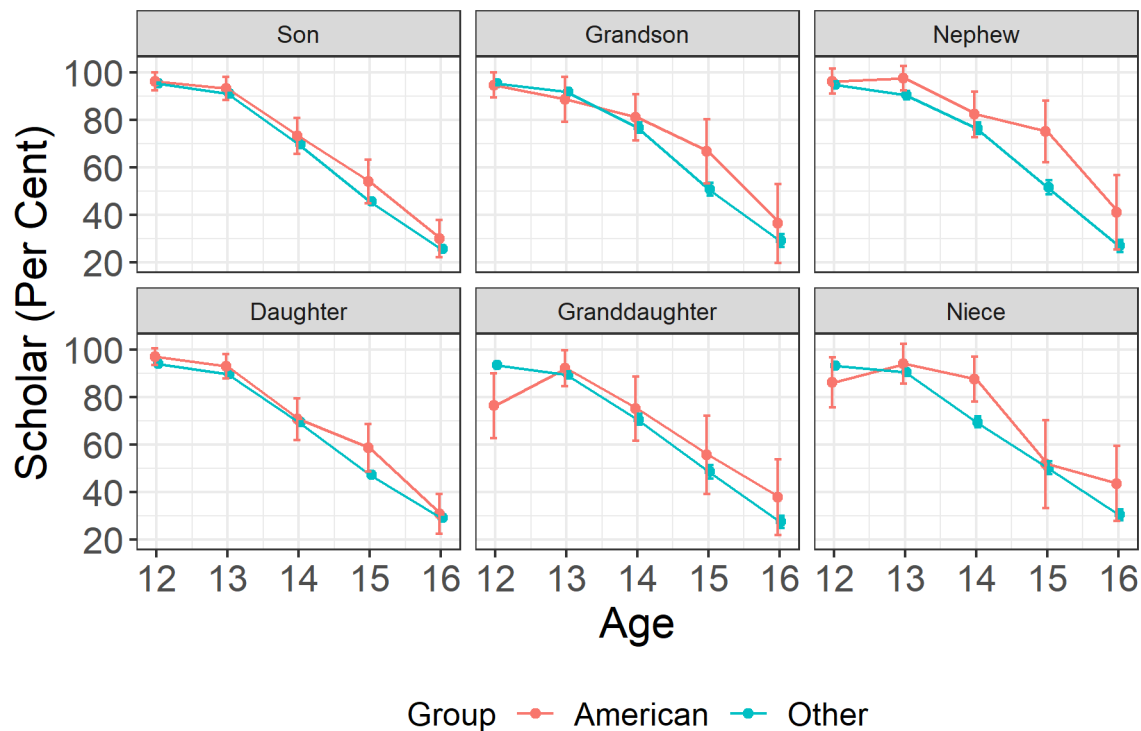 Son Grandson Nephew
100
80
60
40
20
Daughter Granddaughter Niece
100
80
60
40
20
Scholar (Per Cent)
12 13 14 15 16 12 13 14 15 16 12 13 14 15 16
Age
Group American Other